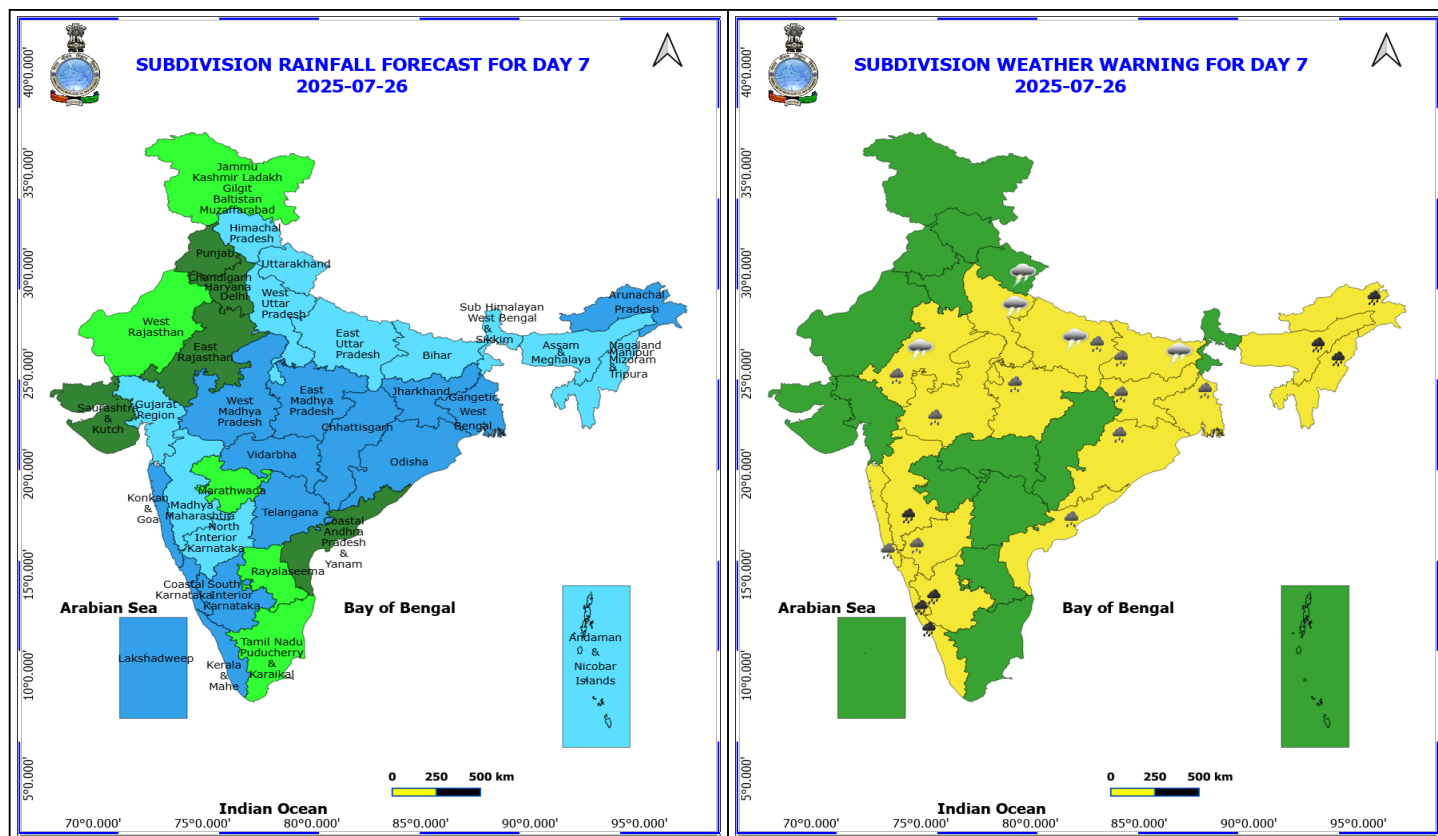 SUBDIVISION RAINFALL FORECAST FOR DAY 7
2025-07-26
40°0.000'
35°0.000'
30°0.000'
25°0.000'
20°0.000'
15°0.000'
10°0.000'
5°0.000'
Jammu
Kashmir Ladakh
Gilgit
Baltistan
Muzaffarabad
Himachal
Pradesh
Punjab
Uttarakhand
Chandigarh
Haryana
Delhi
West
Uttar
Pradesh
Arunachal
Pradesh
Sub Himalayan
West Bengal
&
Sikkim
West
Rajasthan
East
Rajasthan
East
Uttar
Pradesh
Bihar
Assam
&
Meghalaya
Nagaland
Manipur
Mizoram
&
Tripura
Saurashtra
&
Kutch
Gujarat
Region
West
Madhya
Pradesh
East
Madhya
Pradesh
Jharkhand
Gangetic
West
Bengal
Chhattisgarh
Vidarbha
Odisha
Konkan
&
Goa
Marathwada
Madhya
Maharashtra
Telangana
North
Interior
Karnataka
Coastal
Andhra
Pradesh
&
Yanam
Rayalaseema
Coastal
Karnataka
South
Interior
Karnataka
Arabian Sea
Bay of Bengal
Tamil Nadu
Puducherry
&
Karaikal
Lakshadweep
Kerala
&
Mahe
Andaman
&
Nicobar
Islands
0 250 500 km
Indian Ocean
70°0.000' 75°0.000' 80°0.000' 85°0.000' 90°0.000' 95°0.000'
SUBDIVISION WEATHER WARNING FOR DAY 7
2025-07-26
40°0.000'
35°0.000'
30°0.000'
25°0.000'
20°0.000'
15°0.000'
10°0.000'
5°0.000'
Arabian Sea
Bay of Bengal
0 250 500 km
Indian Ocean
70°0.000' 75°0.000' 80°0.000' 85°0.000' 90°0.000' 95°0.000'